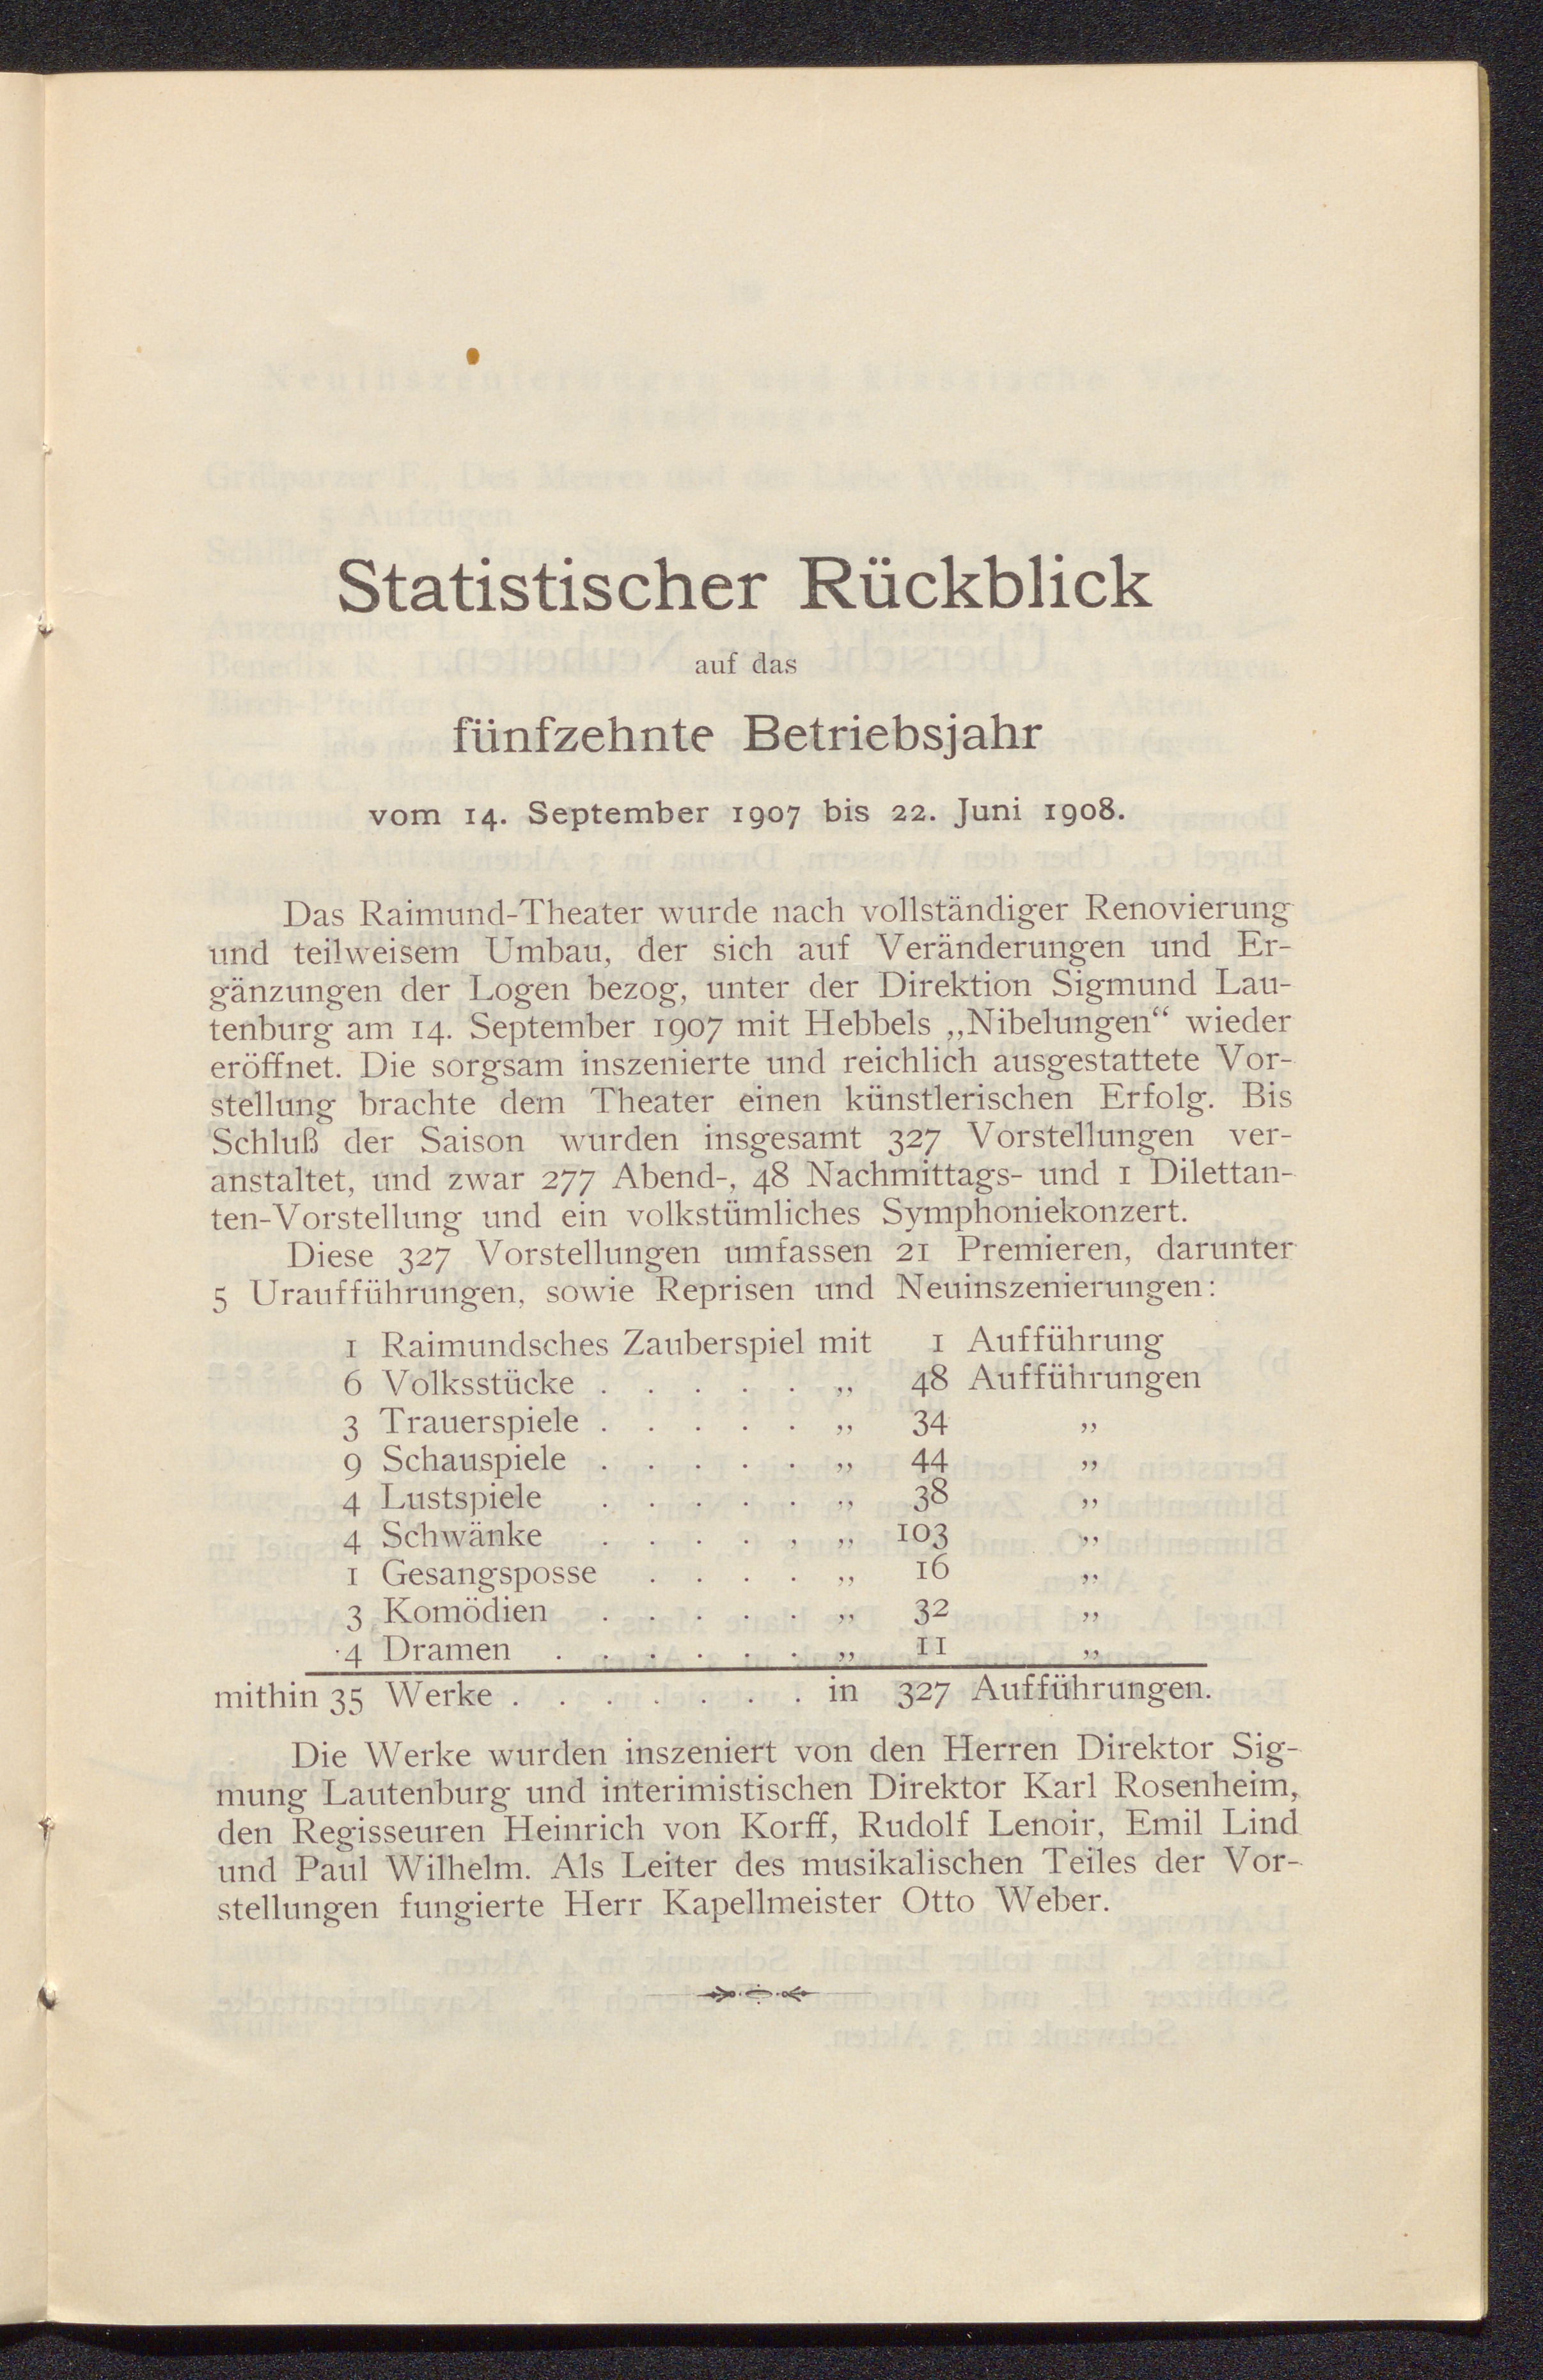 Statistischer Rückblick
auf das
fünfzehnte Betriebsjahr
vom 14. September 1907 bis 22. Juni 1908.
Das Raimund-Theater wurde nach vollständiger Renovierung
und teilweisem Umbau, der sich auf Veränderungen und Er-
gänzungen der Logen bezog, unter der Direktion Sigmund Lau-
tenburg am 14. September 1907 mit Hebbels „Nibelungen“ wieder
eröffnet. Die sorgsam inszenierte und reichlich ausgestattete Vor-
stellung brachte dem Theater einen künstlerischen Erfolg. Bis
Schluß der Saison wurden insgesamt 327 Vorstellungen ver-
anstaltet, und zwar 277 Abend-, 48 Nachmittags- und 1 Dilettan-
ten-Vorstellung und ein volkstümliches Symphoniekonzert.
Diese 327 Vorstellungen umfassen 21 Premieren, darunter
5 Uraufführungen, sowie Reprisen und Neuinszenierungen:
1 Raimundsches Zauberspiel mit 1 Aufführung
6 Volksstücke . . . . . „ 48 Aufführungen
3 Trauerspiele . . . . . „ 34 „
9 Schauspiele . . . . . „ 44 „
4 Lustspiele . . . . . „ 38 „
4 Schwänke . . . . , „ 103 „
1 Gesangsposse . . . . „ 16 „
3 Komödien . . . . . „ 32 „
4 Dramen . . . . . . „ 11 „
mithin 35 Werke . . . . . . . in 327 Aufführungen.
Die Werke wurden inszeniert von den Herren Direktor Sig-
mung Lautenburg und interimistischen Direktor Karl Rosenheim,
den Regisseuren Heinrich von Korff, Rudolf Lenoir, Emil Lind
und Paul Wilhelm. Als Leiter des musikalischen Teiles der Vor-
stellungen fungierte Herr Kapellmeister Otto Weber.